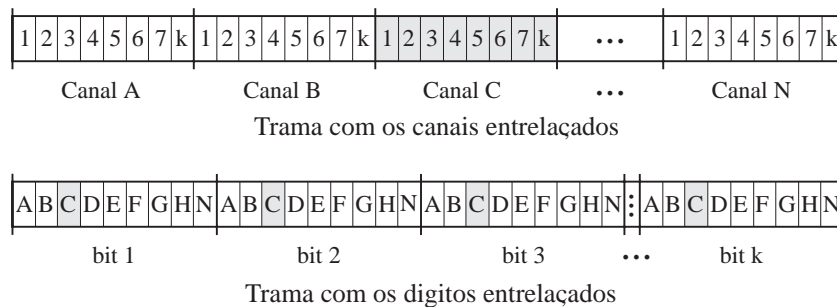 1 2 3 4 5 6 7 k 1 2 3 4 5 6 7 k 1 2 3 4 5 6 7 k ... 1 2 3 4 5 6 7 k
Canal A Canal B Canal C ... Canal N
Trama com os canais entrelaçados
A B C D E F G H N A B C D E F G H N A B C D E F G H N ⋮ A B C D E F G H N
bit 1 bit 2 bit 3 ... bit k
Trama com os digitos entrelaçados